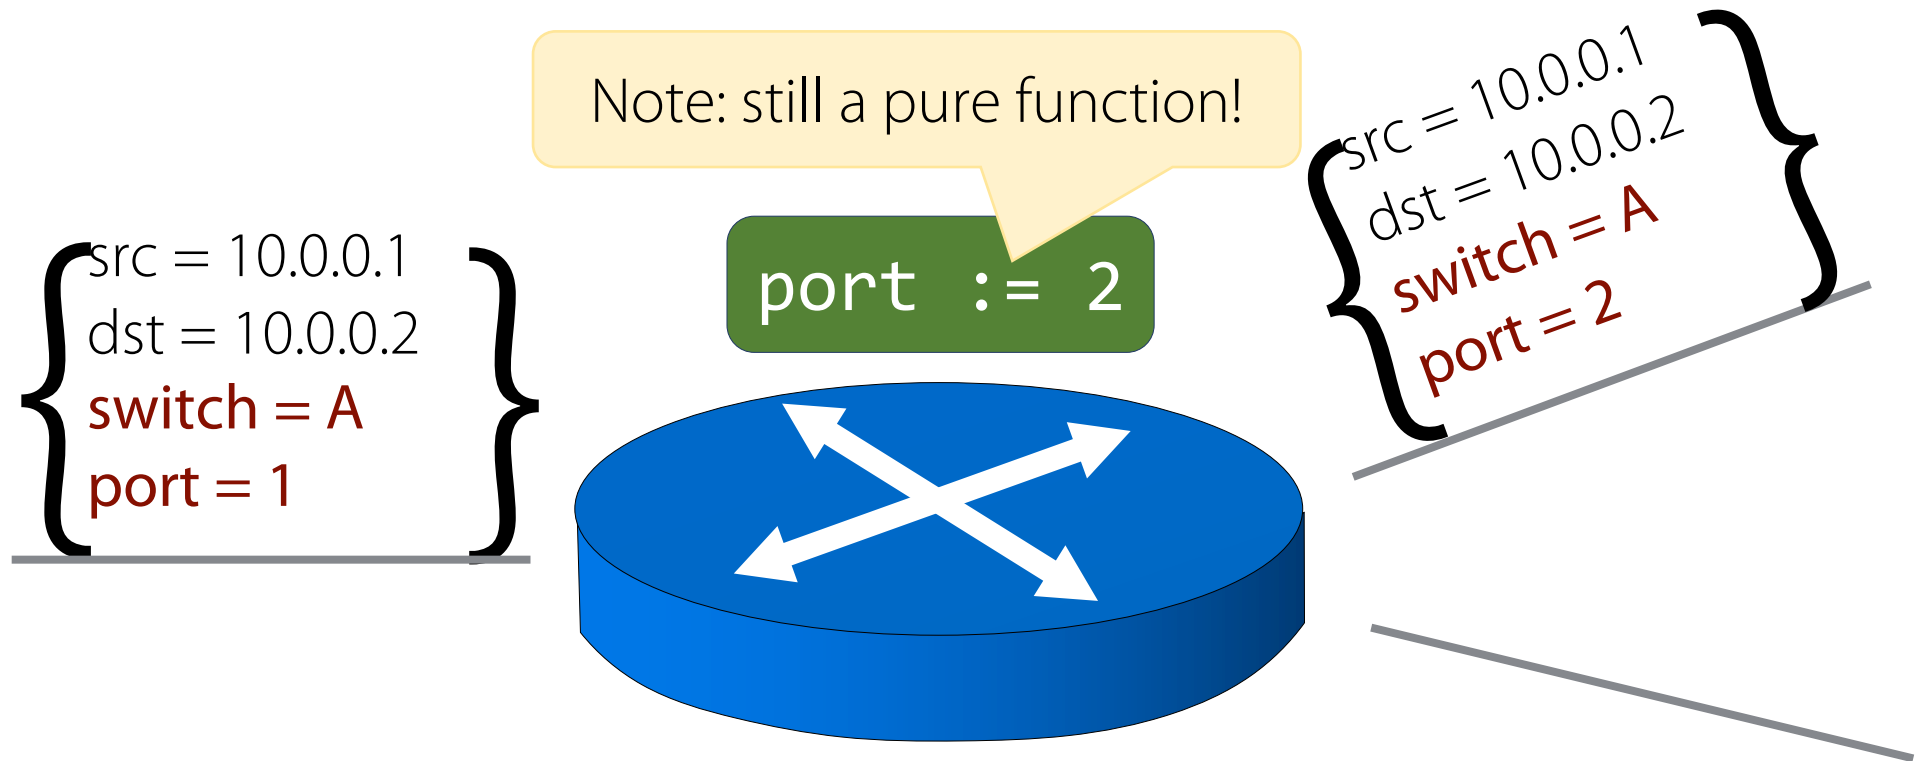 Note: still a pure function!
{ src = 10.0.0.1 }
dst = 10.0.0.2
switch = A
port = 1
port := 2
{ src = 10.0.0.1 }
dst = 10.0.0.2
switch = A
port = 2